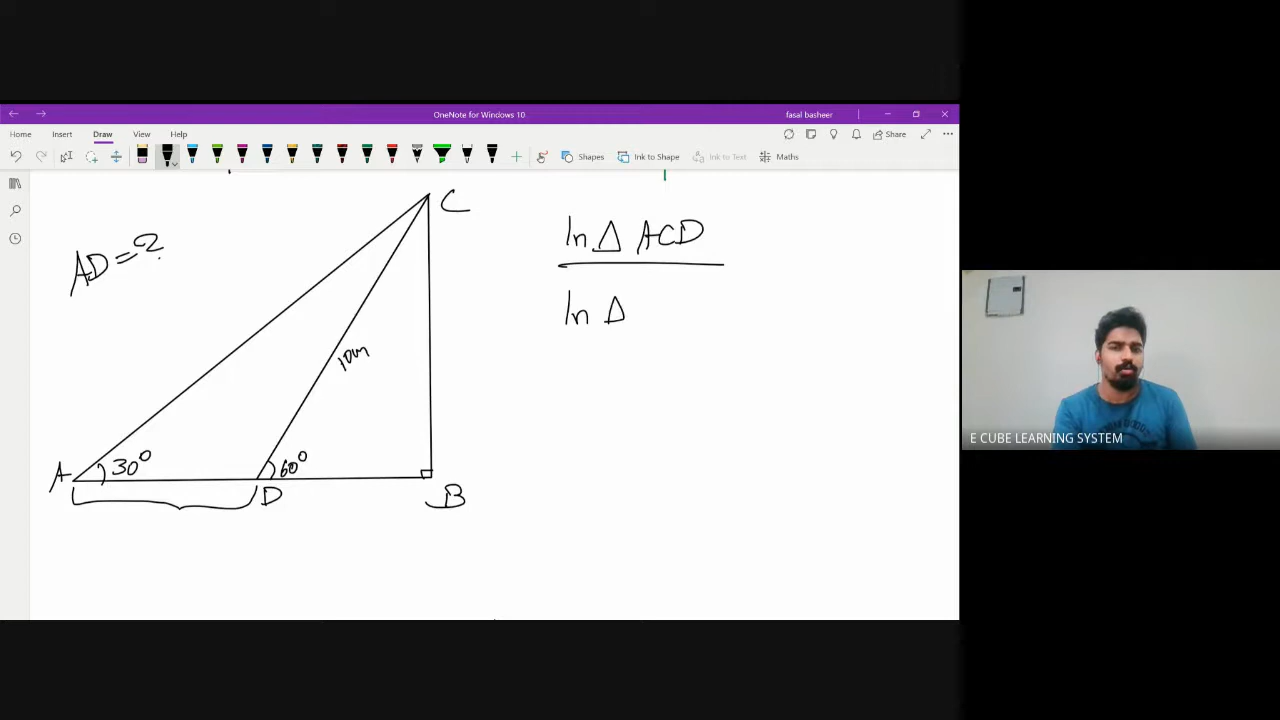 OneNote for Windows 10
fasal basheer
Home
Insert
Draw
View
Help
Share
Shapes
Ink to Shape
Ink to Text
Maths
C
AD=?
In Δ ACD
In Δ
10cm
A
30°
60°
D
B
E CUBE LEARNING SYSTEM